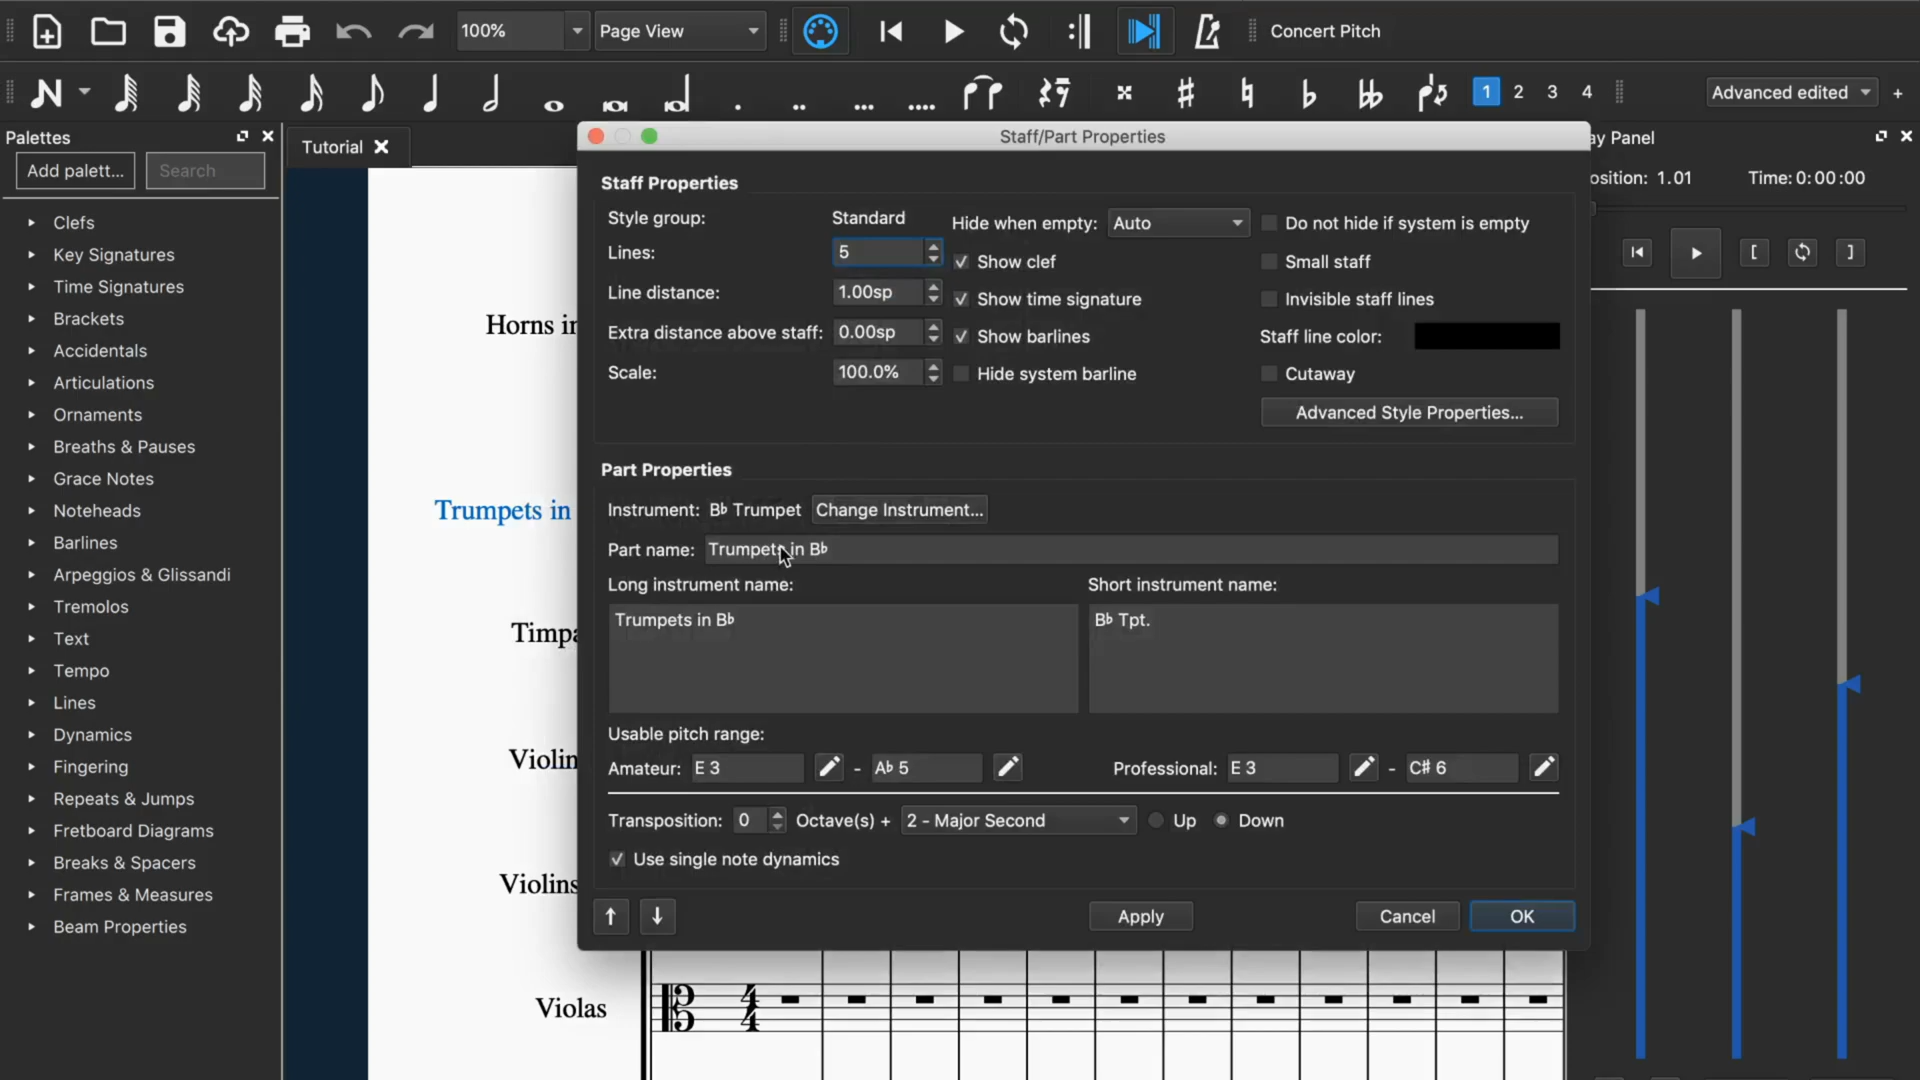 100%
Page View
Concert Pitch
1 2 3 4
Advanced edited
+
Palettes
Add palett...
Search
Clefs
Key Signatures
Time Signatures
Brackets
Accidentals
Articulations
Ornaments
Breaths & Pauses
Grace Notes
Noteheads
Barlines
Arpeggios & Glissandi
Tremolos
Text
Tempo
Lines
Dynamics
Fingering
Repeats & Jumps
Fretboard Diagrams
Breaks & Spacers
Frames & Measures
Beam Properties
Tutorial
Horns in
Trumpets in
Timpa
Violin
Violins
Violas
Staff/Part Properties
Staff Properties
Style group: Standard
Lines: 5
Line distance: 1.00sp
Extra distance above staff: 0.00sp
Scale: 100.0%
Hide when empty: Auto
Show clef
Show time signature
Show barlines
Hide system barline
Do not hide if system is empty
Small staff
Invisible staff lines
Staff line color:
Cutaway
Advanced Style Properties...
Part Properties
Instrument: B♭ Trumpet Change Instrument...
Part name: Trumpets in B♭
Long instrument name:
Trumpets in B♭
Short instrument name:
B♭ Tpt.
Usable pitch range:
Amateur: E 3 - A♭ 5 Professional: E 3 - C# 6
Transposition: 0 Octave(s) + 2 - Major Second Up Down
Use single note dynamics
Apply Cancel OK
ay Panel
osition: 1.01 Time: 0:00:00